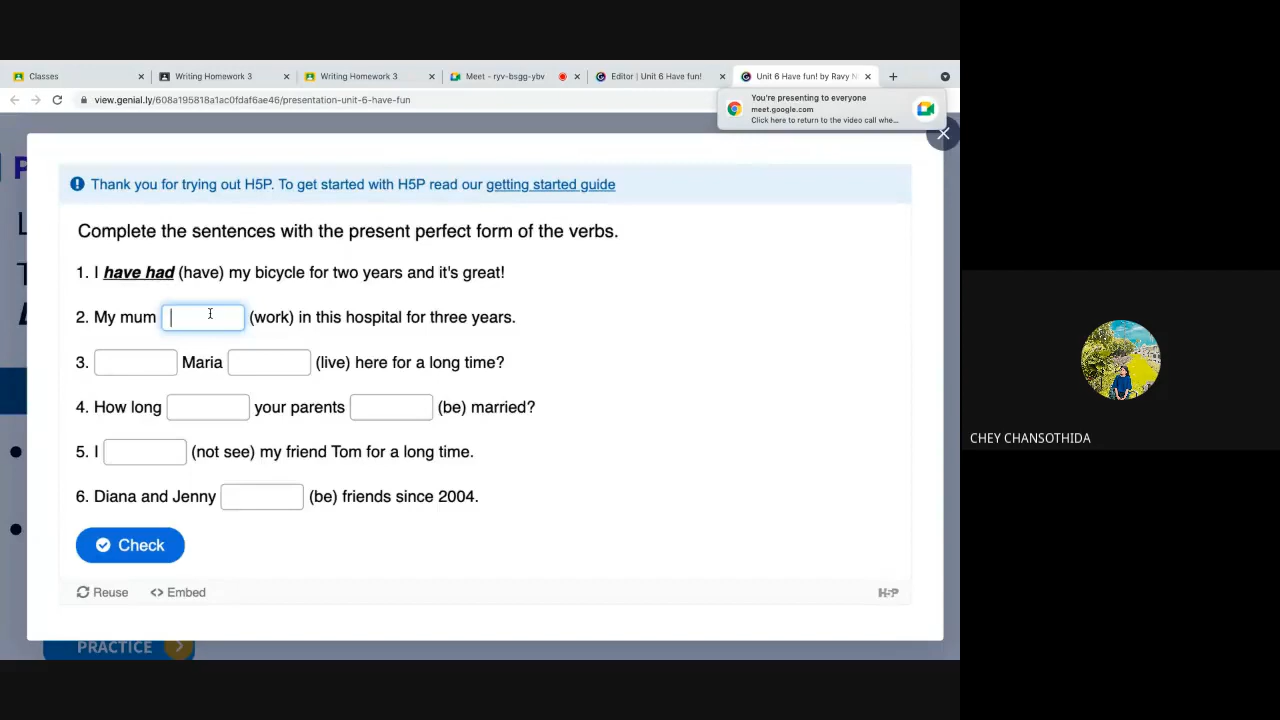 Classes
Writing Homework 3
Writing Homework 3
Meet - ryv-bsgg-ybv
Editor | Unit 6 Have fun!
Unit 6 Have fun! by Ravy N
view.genial.ly/608a195818a1ac0fdaf6ae46/presentation-unit-6-have-fun
You're presenting to everyone
meet.google.com
Click here to return to the video call whe...
Thank you for trying out H5P. To get started with H5P read our getting started guide
Complete the sentences with the present perfect form of the verbs.
1. I have had (have) my bicycle for two years and it's great!
2. My mum (work) in this hospital for three years.
3. Maria (live) here for a long time?
4. How long your parents (be) married?
5. I (not see) my friend Tom for a long time.
6. Diana and Jenny (be) friends since 2004.
Check
Reuse
<> Embed
H5P
PRACTICE
CHEY CHANSOTHIDA